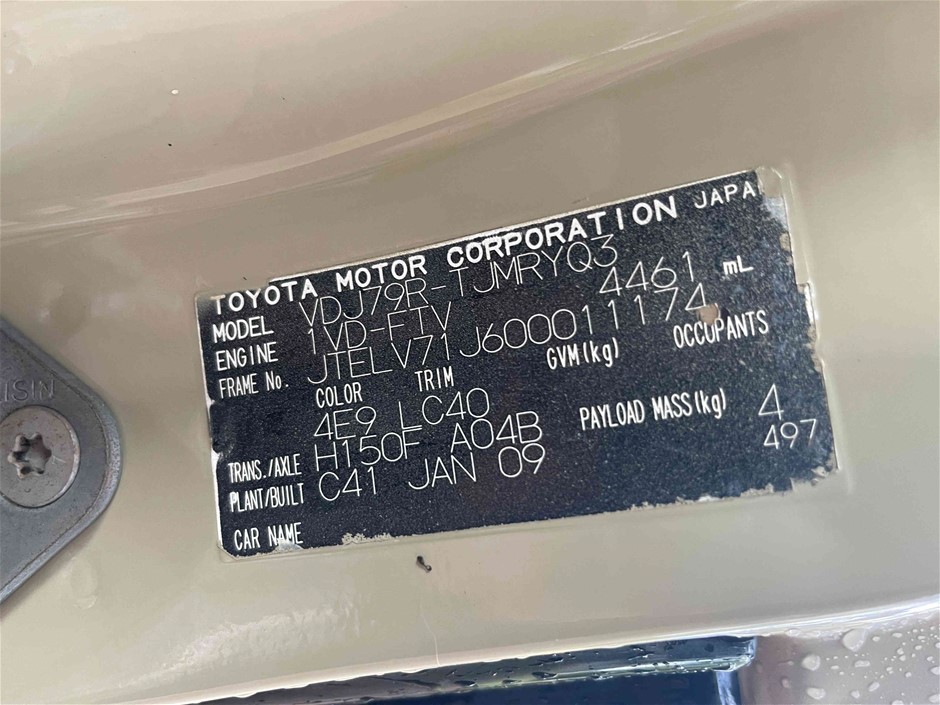 TOYOTA MOTOR CORPORATION JAPA
MODEL VDJ79R-TJMRYQ3
ENGINE 1VD-FTV 4461 mL
FRAME No. JTELV71J600011174
COLOR TRIM GVM(kg) OCCUPANTS
4E9 LC40 4
TRANS./AXLE H150F A04B PAYLOAD MASS(kg) 497
PLANT/BUILT C41 JAN 09
CAR NAME
ISIN